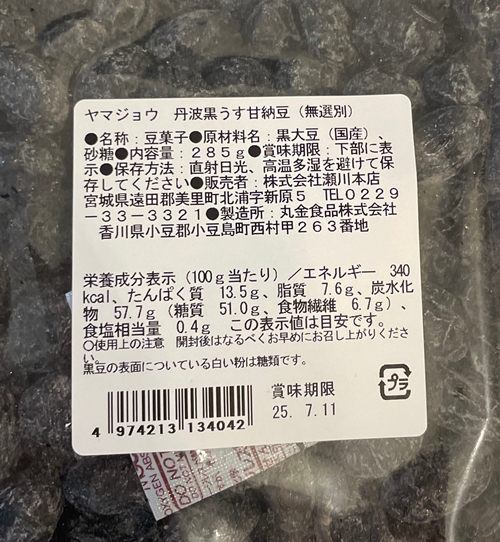 ヤマジョウ　丹波黒うす甘納豆（無選別）
●名称：豆菓子●原材料名：黒大豆（国産）、
砂糖●内容量：２８５ｇ●賞味期限：下部に表
示●保存方法：直射日光、高温多湿を避けて保
存してください●販売者：株式会社瀬川本店
宮城県遠田郡美里町北浦字新原５　TEL０２２９
－３３－３３２１●製造所：丸金食品株式会社
香川県小豆郡小豆島町西村甲２６３番地
栄養成分表示（100ｇ当たり）／エネルギー　340
kcal、たんぱく質　13.5ｇ、脂質　7.6ｇ、炭水化
物　57.7ｇ（糖質　51.0ｇ、食物繊維　6.7ｇ）、
食塩相当量　0.4ｇ　この表示値は目安です。
○使用上の注意　開封後はなるべくお早めにお召し上がりくださ
い。
黒豆の表面についている白い粉は糖類です。
プラ
賞味期限
25. 7.11
4 974213 134042